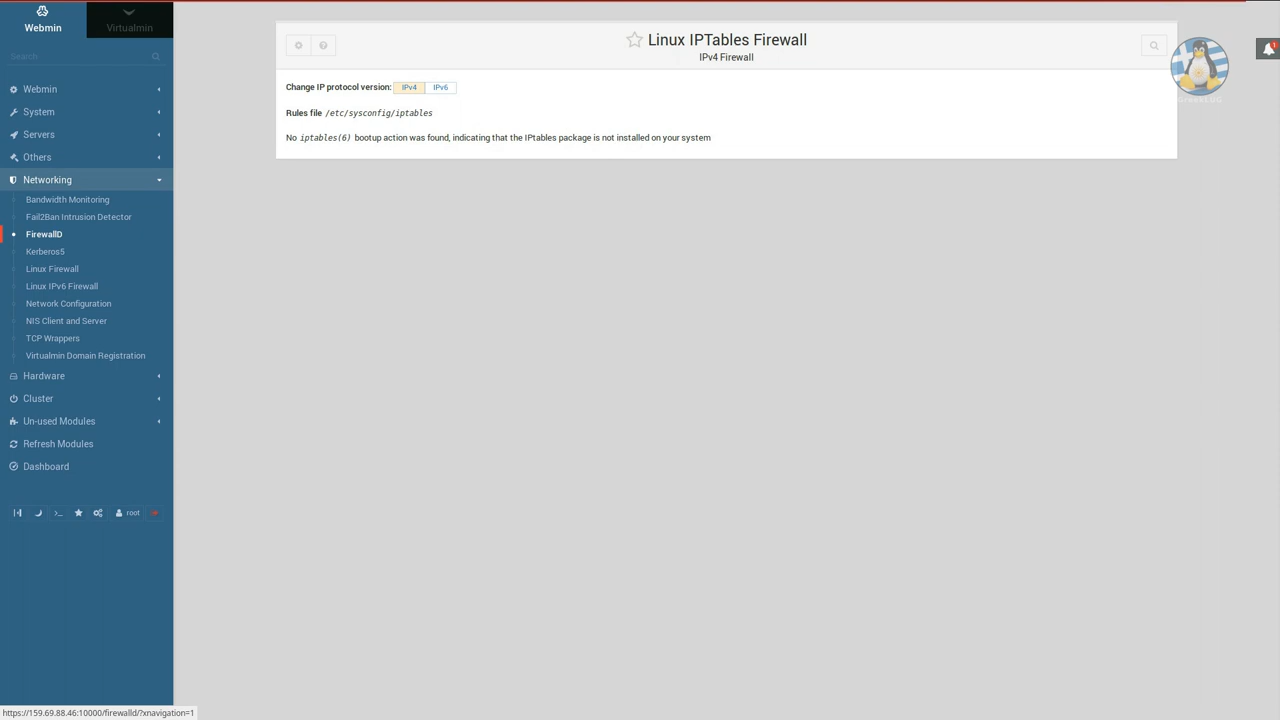 Webmin
Virtualmin
Search
Webmin
System
Servers
Others
Networking
Bandwidth Monitoring
Fail2Ban Intrusion Detector
FirewallD
Kerberos5
Linux Firewall
Linux IPv6 Firewall
Network Configuration
NIS Client and Server
TCP Wrappers
Virtualmin Domain Registration
Hardware
Cluster
Un-used Modules
Refresh Modules
Dashboard
root
https://159.69.88.46:10000/firewalld/?xnavigation=1
Linux IPTables Firewall
IPv4 Firewall
Change IP protocol version: IPv4 IPv6
Rules file /etc/sysconfig/iptables
No iptables(6) bootup action was found, indicating that the IPtables package is not installed on your system
GreekLUG
1